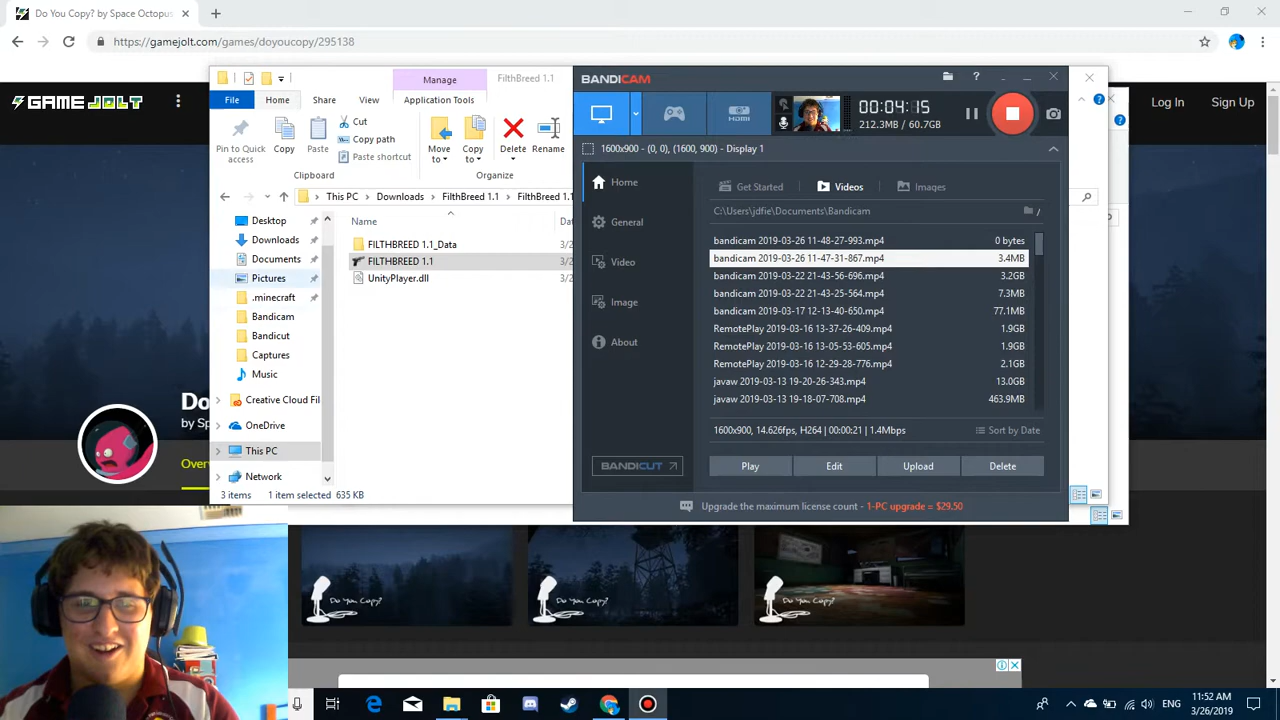 Do You Copy? by Space Octopus
https://gamejolt.com/games/doyoucopy/295138
GAME JOLT
Log In
Sign Up
Manage
FilthBreed 1.1
File
Home
Share
View
Application Tools
Pin to Quick access
Copy
Paste
Cut
Copy path
Paste shortcut
Move to
Copy to
Delete
Rename
Clipboard
Organize
This PC > Downloads > FilthBreed 1.1 > FilthBreed 1.1
Name
Desktop
Downloads
Documents
Pictures
.minecraft
Bandicam
Bandicut
Captures
Music
Creative Cloud Fil
OneDrive
This PC
Network
FILTHBREED 1.1_Data
3/2
FILTHBREED 1.1
3/2
UnityPlayer.dll
3/2
3 items
1 item selected 635 KB
BANDICAM
HDMI
00:04:15
212.3MB / 60.7GB
1600x900 - (0, 0), (1600, 900) - Display 1
Home
General
Video
Image
About
BANDICUT
Get Started
Videos
Images
C:\Users\jdfie\Documents\Bandicam
/
bandicam 2019-03-26 11-48-27-993.mp4 0 bytes
bandicam 2019-03-26 11-47-31-867.mp4 3.4MB
bandicam 2019-03-22 21-43-56-696.mp4 3.2GB
bandicam 2019-03-22 21-43-25-564.mp4 7.3MB
bandicam 2019-03-17 12-13-40-650.mp4 77.1MB
RemotePlay 2019-03-16 13-37-26-409.mp4 1.9GB
RemotePlay 2019-03-16 13-05-53-605.mp4 1.9GB
RemotePlay 2019-03-16 12-29-28-776.mp4 2.1GB
javaw 2019-03-13 19-20-26-343.mp4 13.0GB
javaw 2019-03-13 19-18-07-708.mp4 463.9MB
1600x900, 14.626fps, H264 | 00:00:21 | 1.4Mbps
Sort by Date
Play
Edit
Upload
Delete
Upgrade the maximum license count - 1-PC upgrade = $29.50
Do
by Sp
Overv
Do You Copy?
Do You Copy?
Do You Copy?
ENG
11:52 AM
3/26/2019